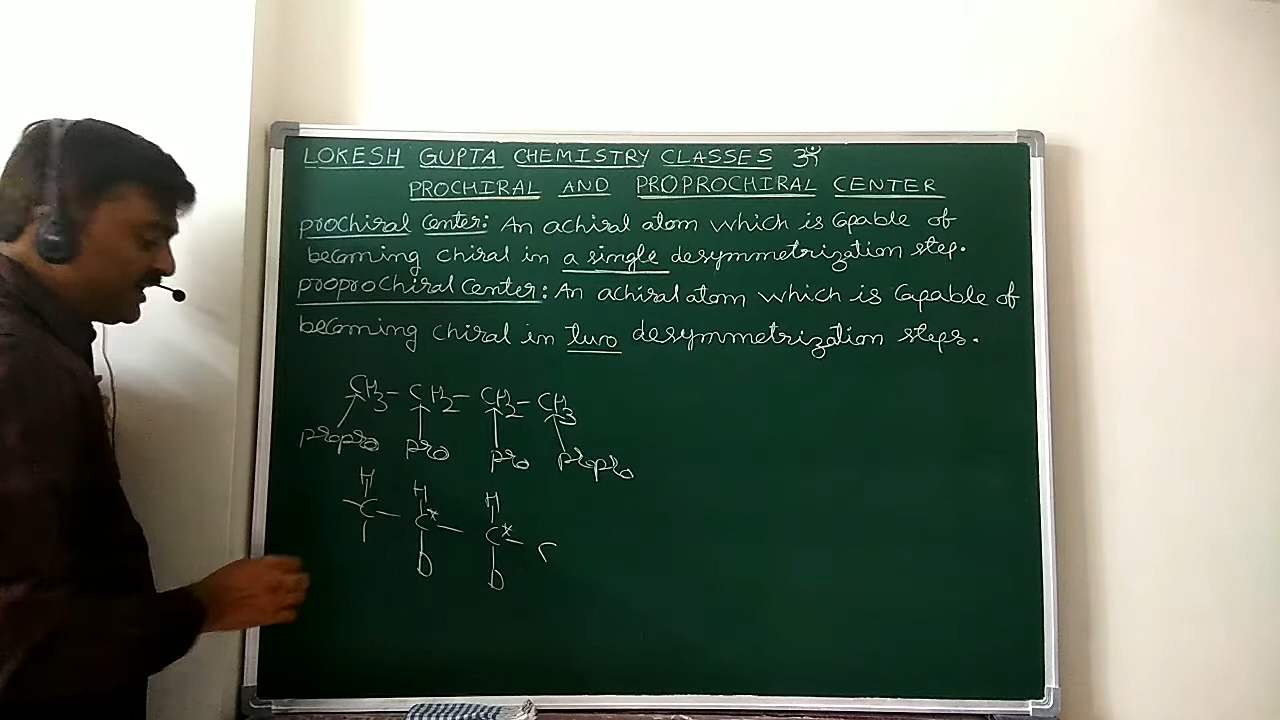 LOKESH GUPTA CHEMISTRY CLASSES ॐ
PROCHIRAL AND PROPROCHIRAL CENTER
prochiral Center: An achiral atom which is Capable of
becoming chiral in a single desymmetrization step.
proprochiral Center: An achiral atom which is Capable of
becoming chiral in two desymmetrization steps.
CH3 - CH2 - CH2 - CH3
propro pro pro propro
H H H
- C - C* - C* - C
D D